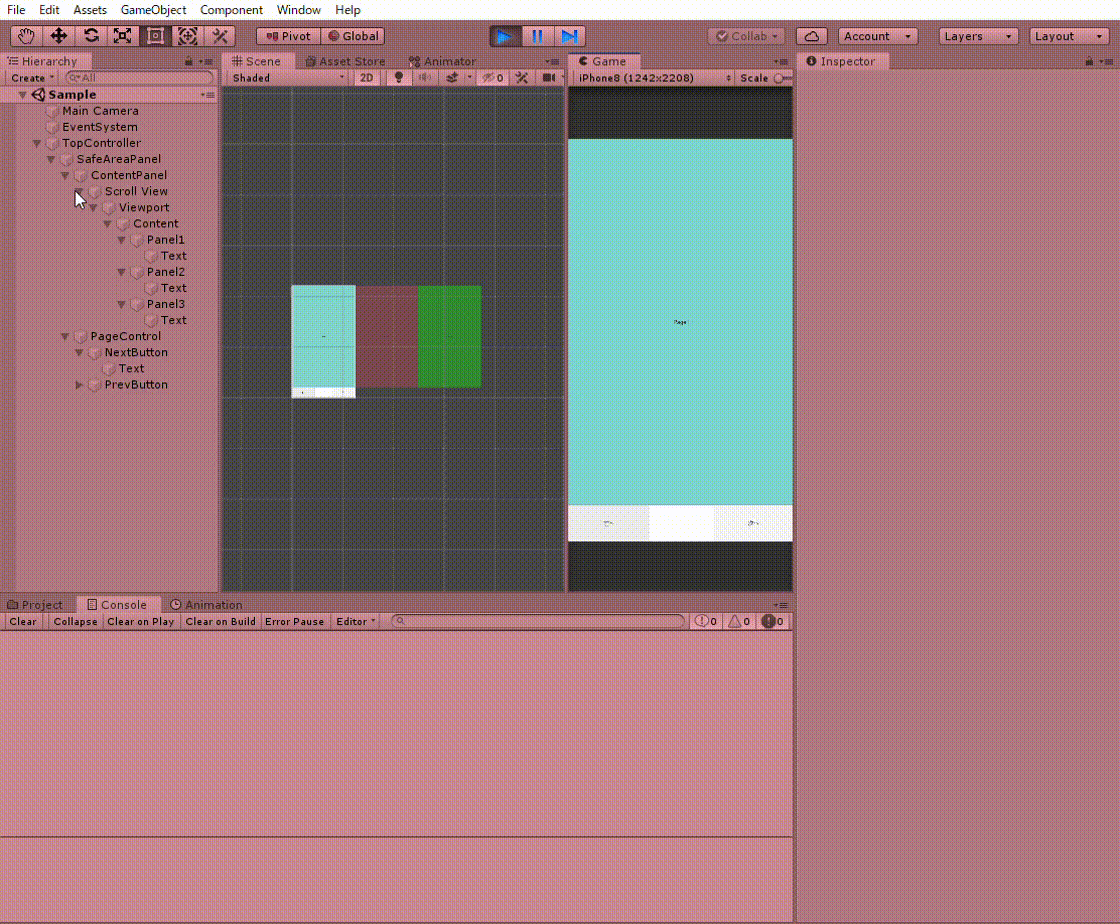 File Edit Assets GameObject Component Window Help
Pivot Global Collab Account Layers Layout
Hierarchy
Create All
Sample
Main Camera
EventSystem
TopController
SafeAreaPanel
ContentPanel
Scroll View
Viewport
Content
Panel1
Text
Panel2
Text
Panel3
Text
PageControl
NextButton
Text
PrevButton
Scene Asset Store Animator
Shaded 2D 0
Game
iPhone8 (1242x2208) Scale
Inspector
Project Console Animation
Clear Collapse Clear on Play Clear on Build Error Pause Editor 0 0 0